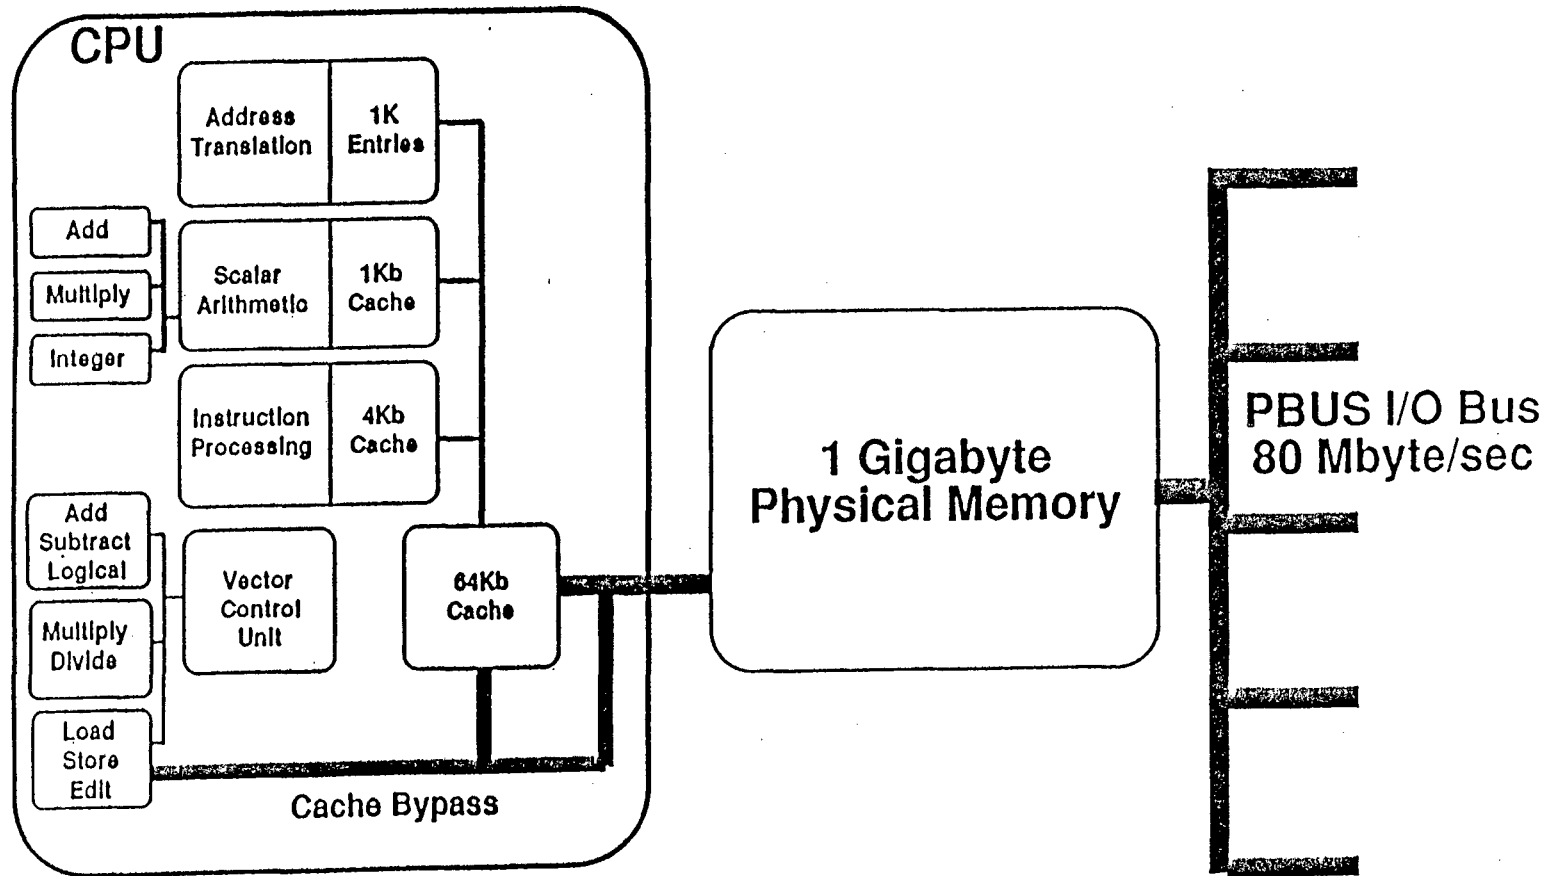 CPU
Address
Translation
1K
Entries
Add
Multiply
Integer
Scalar
Arithmetic
1Kb
Cache
Instruction
Processing
4Kb
Cache
Add
Subtract
Logical
Multiply
Divide
Load
Store
Edit
Vector
Control
Unit
64Kb
Cache
Cache Bypass
1 Gigabyte
Physical Memory
PBUS I/O Bus
80 Mbyte/sec